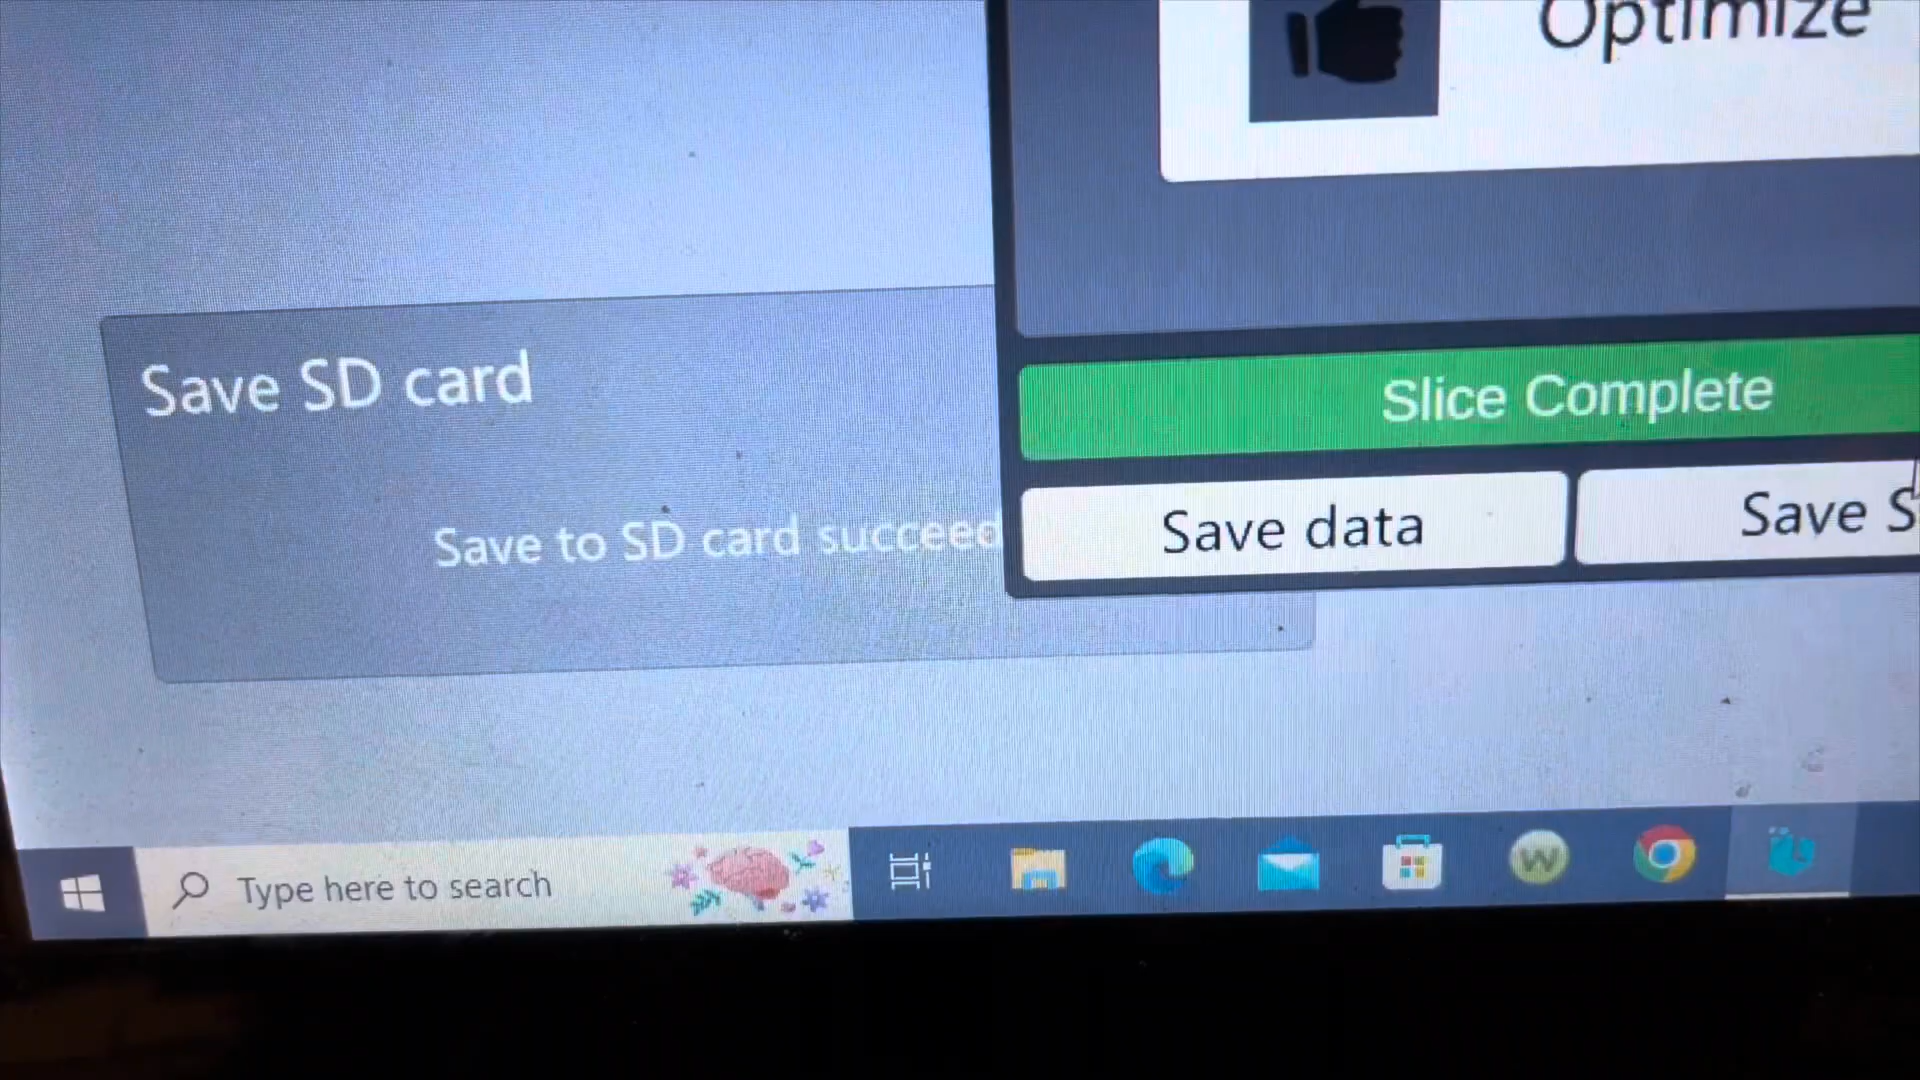 Optimize
Save SD card
Slice Complete
Save to SD card succeed
Save data
Save S
Type here to search
W